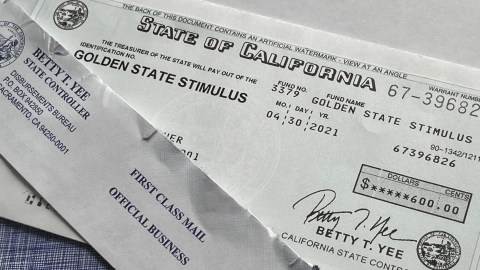 THE BACK OF THIS DOCUMENT CONTAINS AN ARTIFICIAL WATERMARK - VIEW AT AN ANGLE
STATE OF CALIFORNIA
THE TREASURER OF THE STATE WILL PAY OUT OF THE
IDENTIFICATION NO.
GOLDEN STATE STIMULUS
FUND NO.
3379
FUND NAME
GOLDEN STATE STIMULUS
WARRANT NUMBER
67-39682
MO. DAY. YR.
04 30 2021
90-1342/1211
67396826
DOLLARS CENTS
$*****600.00
Betty T. Yee
BETTY T. YEE
CALIFORNIA STATE CONTR
BETTY T. YEE
STATE CONTROLLER
DISBURSEMENTS BUREAU
P.O. BOX 942850
SACRAMENTO, CA 94250-0001
FIRST CLASS MAIL
OFFICIAL BUSINESS